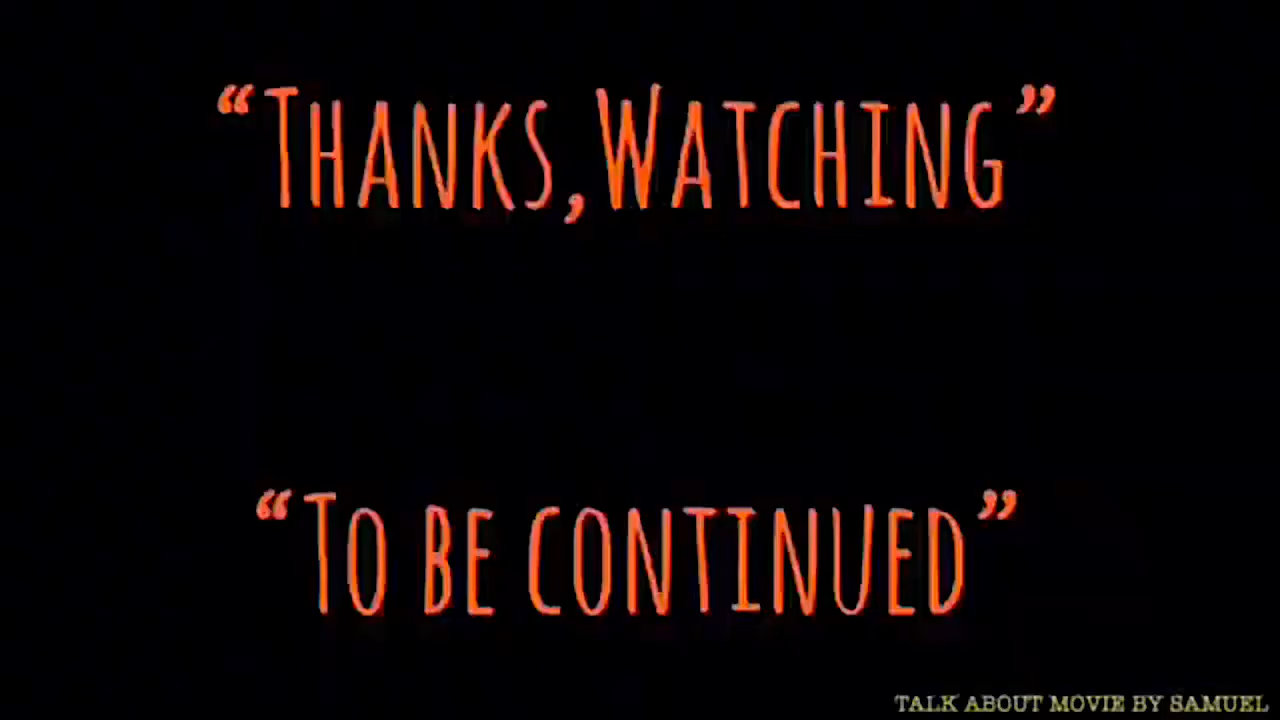 “Thanks,Watching”
“To be continued”
TALK ABOUT MOVIE BY SAMUEL